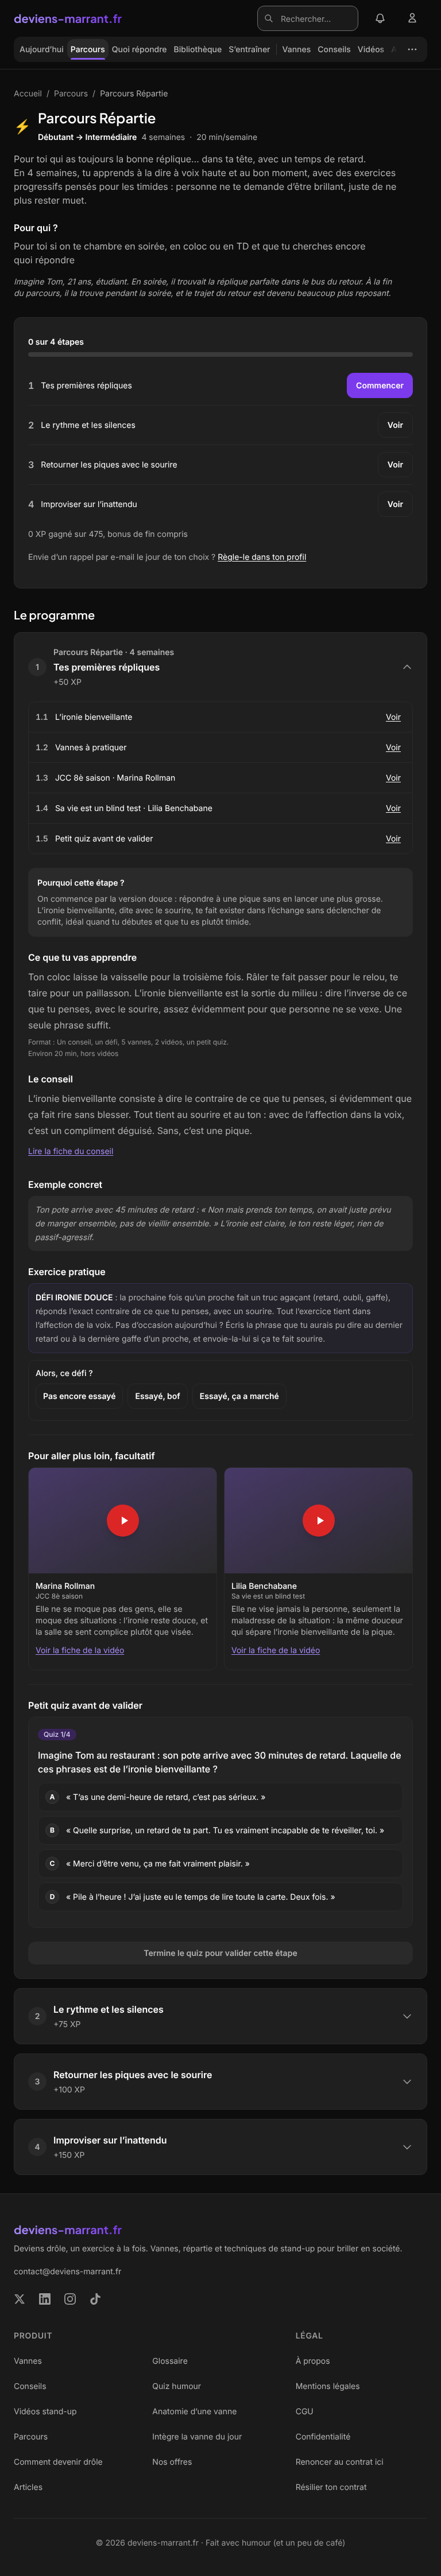 deviens-marrant.fr
Rechercher...
Aujourd'hui Parcours Quoi répondre Bibliothèque S'entraîner Vannes Conseils Vidéos
Accueil / Parcours / Parcours Répartie
⚡ Parcours Répartie
Débutant → Intermédiaire 4 semaines · 20 min/semaine
Pour toi qui as toujours la bonne réplique… dans ta tête, avec un temps de retard.
En 4 semaines, tu apprends à la dire à voix haute et au bon moment, avec des exercices
progressifs pensés pour les timides : personne ne te demande d'être brillant, juste de ne
plus rester muet.
Pour qui ?
Pour toi si on te chambre en soirée, en coloc ou en TD et que tu cherches encore
quoi répondre
Imagine Tom, 21 ans, étudiant. En soirée, il trouvait la réplique parfaite dans le bus du retour. À la fin
du parcours, il la trouve pendant la soirée, et le trajet du retour est devenu beaucoup plus reposant.
0 sur 4 étapes
1 Tes premières répliques Commencer
2 Le rythme et les silences Voir
3 Retourner les piques avec le sourire Voir
4 Improviser sur l'inattendu Voir
0 XP gagné sur 475, bonus de fin compris
Envie d'un rappel par e-mail le jour de ton choix ? Règle-le dans ton profil
Le programme
Parcours Répartie · 4 semaines
1 Tes premières répliques
+50 XP
1.1 L'ironie bienveillante Voir
1.2 Vannes à pratiquer Voir
1.3 JCC 8è saison · Marina Rollman Voir
1.4 Sa vie est un blind test · Lilia Benchabane Voir
1.5 Petit quiz avant de valider Voir
Pourquoi cette étape ?
On commence par la version douce : répondre à une pique sans en lancer une plus grosse.
L'ironie bienveillante, dite avec le sourire, te fait exister dans l'échange sans déclencher de
conflit, idéal quand tu débutes et que tu es plutôt timide.
Ce que tu vas apprendre
Ton coloc laisse la vaisselle pour la troisième fois. Râler te fait passer pour le relou, te
taire pour un paillasson. L'ironie bienveillante est la sortie du milieu : dire l'inverse de ce
que tu penses, avec le sourire, assez évidemment pour que personne ne se vexe. Une
seule phrase suffit.
Format : Un conseil, un défi, 5 vannes, 2 vidéos, un petit quiz.
Environ 20 min, hors vidéos
Le conseil
L'ironie bienveillante consiste à dire le contraire de ce que tu penses, si évidemment que
ça fait rire sans blesser. Tout tient au sourire et au ton : avec de l'affection dans la voix,
c'est un compliment déguisé. Sans, c'est une pique.
Lire la fiche du conseil
Exemple concret
Ton pote arrive avec 45 minutes de retard : « Non mais prends ton temps, on avait juste prévu
de manger ensemble, pas de vieillir ensemble. » L'ironie est claire, le ton reste léger, rien de
passif-agressif.
Exercice pratique
DÉFI IRONIE DOUCE : la prochaine fois qu'un proche fait un truc agaçant (retard, oubli, gaffe),
réponds l'exact contraire de ce que tu penses, avec un sourire. Tout l'exercice tient dans
l'affection de la voix. Pas d'occasion aujourd'hui ? Écris la phrase que tu aurais pu dire au dernier
retard ou à la dernière gaffe d'un proche, et envoie-la-lui si ça te fait sourire.
Alors, ce défi ?
Pas encore essayé Essayé, bof Essayé, ça a marché
Pour aller plus loin, facultatif
Marina Rollman
JCC 8è saison
Elle ne se moque pas des gens, elle se
moque des situations : l'ironie reste douce, et
la salle se sent complice plutôt que visée.
Voir la fiche de la vidéo
Lilia Benchabane
Sa vie est un blind test
Elle ne vise jamais la personne, seulement la
maladresse de la situation : la même douceur
qui sépare l'ironie bienveillante de la pique.
Voir la fiche de la vidéo
Petit quiz avant de valider
Quiz 1/4
Imagine Tom au restaurant : son pote arrive avec 30 minutes de retard. Laquelle de
ces phrases est de l'ironie bienveillante ?
A « T'as une demi-heure de retard, c'est pas sérieux. »
B « Quelle surprise, un retard de ta part. Tu es vraiment incapable de te réveiller, toi. »
C « Merci d'être venu, ça me fait vraiment plaisir. »
D « Pile à l'heure ! J'ai juste eu le temps de lire toute la carte. Deux fois. »
Termine le quiz pour valider cette étape
2 Le rythme et les silences
+75 XP
3 Retourner les piques avec le sourire
+100 XP
4 Improviser sur l'inattendu
+150 XP
deviens-marrant.fr
Deviens drôle, un exercice à la fois. Vannes, répartie et techniques de stand-up pour briller en société.
contact@deviens-marrant.fr
PRODUIT LÉGAL
Vannes Glossaire À propos
Conseils Quiz humour Mentions légales
Vidéos stand-up Anatomie d'une vanne CGU
Parcours Intègre la vanne du jour Confidentialité
Comment devenir drôle Nos offres Renoncer au contrat ici
Articles Résilier ton contrat
© 2026 deviens-marrant.fr · Fait avec humour (et un peu de café)